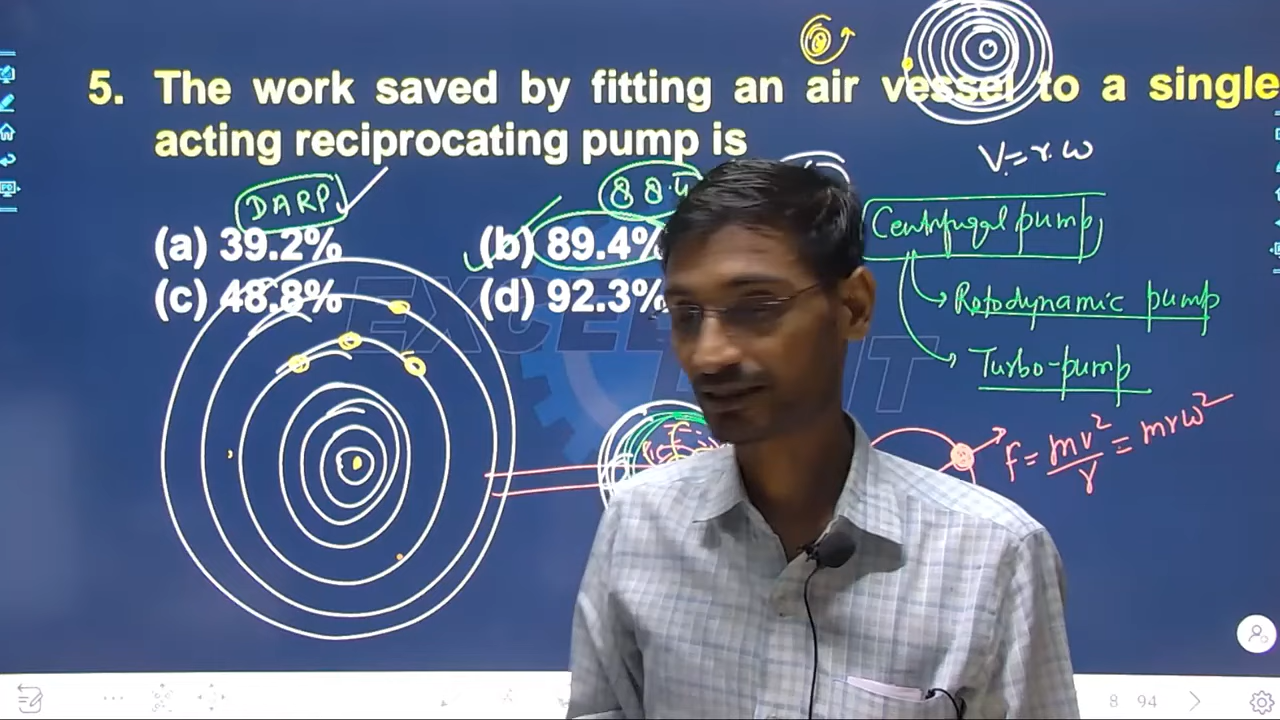 5. The work saved by fitting an air vessel to a single
acting reciprocating pump is
V = r.ω
DARP
88.4
(a) 39.2%
(b) 89.4%
(c) 48.8%
(d) 92.3%
Centrifugal pump
Rotodynamic pump
Turbo-pump
f = mv²/r = mrω²
8 94